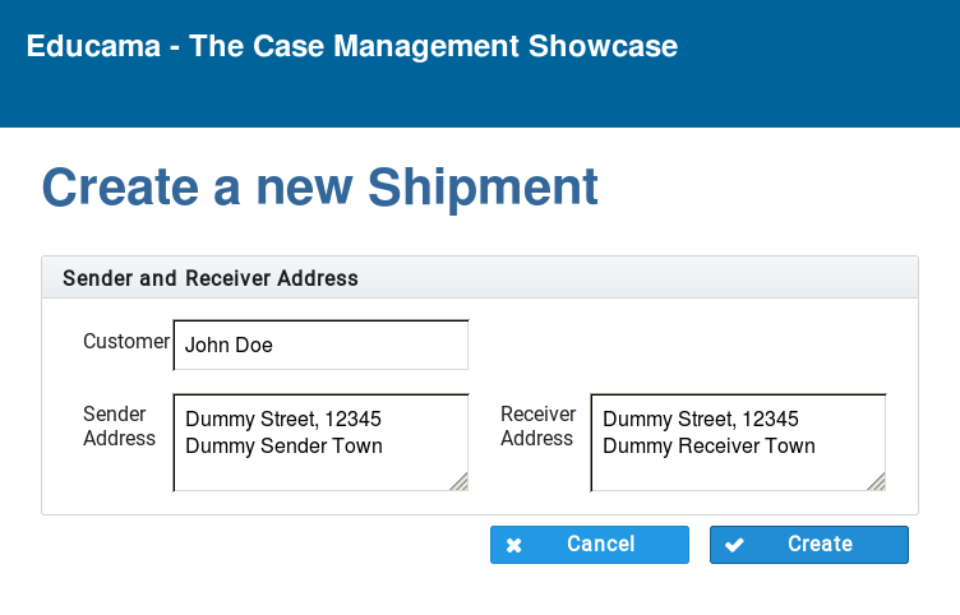 Educama - The Case Management Showcase
Create a new Shipment
Sender and Receiver Address
Customer
John Doe
Sender
Address
Dummy Street, 12345
Dummy Sender Town
Receiver
Address
Dummy Street, 12345
Dummy Receiver Town
Cancel
Create